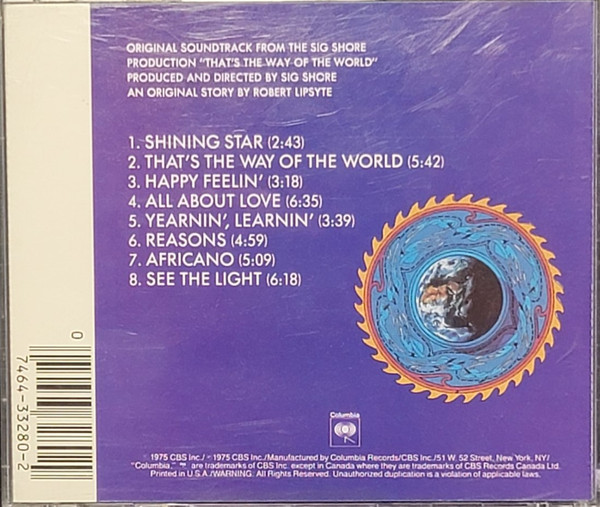 ORIGINAL SOUNDTRACK FROM THE SIG SHORE
PRODUCTION "THAT'S THE WAY OF THE WORLD"
PRODUCED AND DIRECTED BY SIG SHORE
AN ORIGINAL STORY BY ROBERT LIPSYTE
1. SHINING STAR (2:43)
2. THAT'S THE WAY OF THE WORLD (5:42)
3. HAPPY FEELIN' (3:18)
4. ALL ABOUT LOVE (6:35)
5. YEARNIN', LEARNIN' (3:39)
6. REASONS (4:59)
7. AFRICANO (5:09)
8. SEE THE LIGHT (6:18)
0
7464-33280-2
Columbia
1975 CBS Inc./ 1975 CBS Inc./Manufactured by Columbia Records/CBS Inc./51 W. 52 Street, New York, NY/
"Columbia," are trademarks of CBS Inc. except in Canada where they are trademarks of CBS Records Canada Ltd.
Printed in U.S.A./WARNING: All Rights Reserved. Unauthorized duplication is a violation of applicable laws.